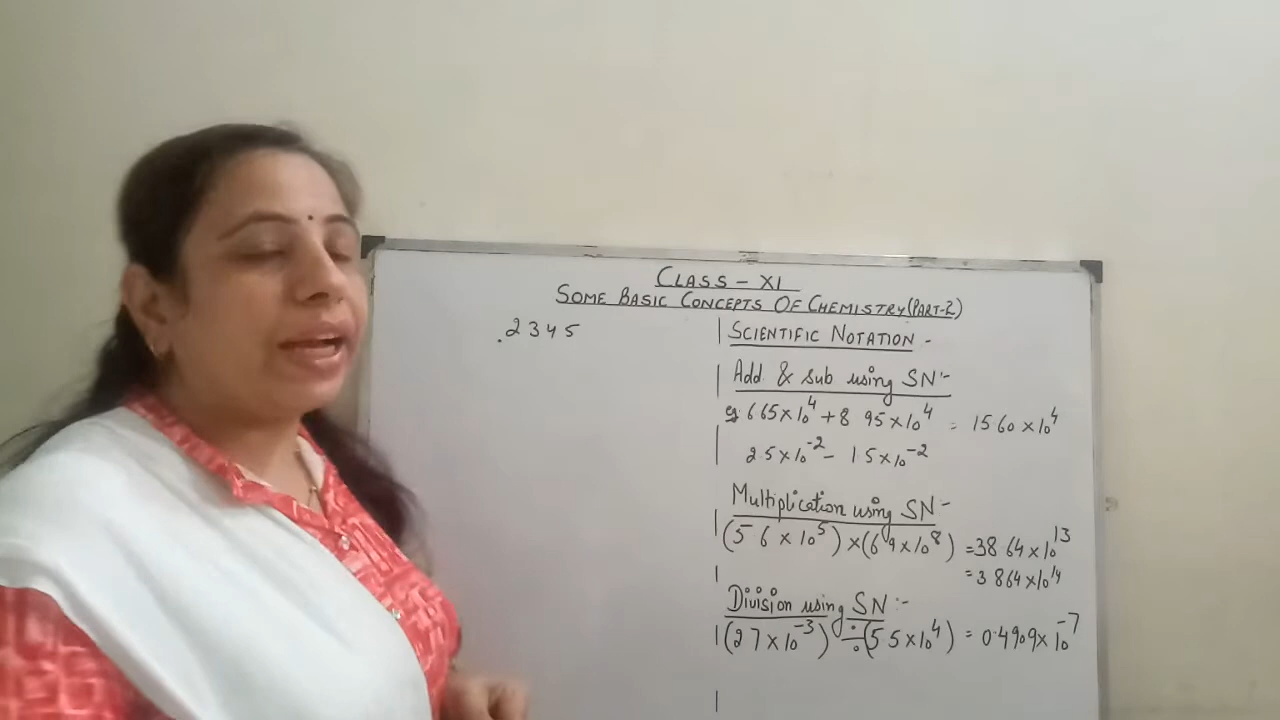 CLASS - XI
SOME BASIC CONCEPTS OF CHEMISTRY (PART-2)
.2345
SCIENTIFIC NOTATION -
Add & sub using SN:-
eg. 6.65×10⁴ + 8.95×10⁴ = 15.60×10⁴
2.5×10⁻² - 1.5×10⁻²
Multiplication using SN:-
(5.6×10⁵)×(6.9×10⁸) = 38.64×10¹³
= 3.864×10¹⁴
Division using SN:-
(2.7×10⁻³) ÷ (5.5×10⁴) = 0.4909×10⁻⁷